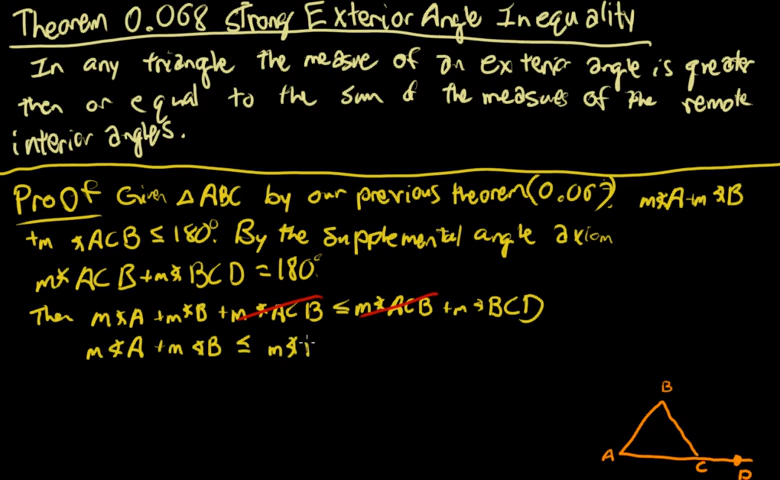 Theorem 0.068 Strong Exterior Angle Inequality
In any triangle the measure of an exterior angle is greater
then or equal to the sum of the measures of the remote
interior angles.
Proof Given △ABC by our previous theorem (0.067) m∡A+m∡B
+m∡ACB ≤ 180°. By the supplemental angle axiom
m∡ACB+m∡BCD = 180°
Then m∡A+m∡B+m∡ACB ≤ m∡ACB+m∡BCD
m∡A+m∡B ≤ m∡
B
A
C
D